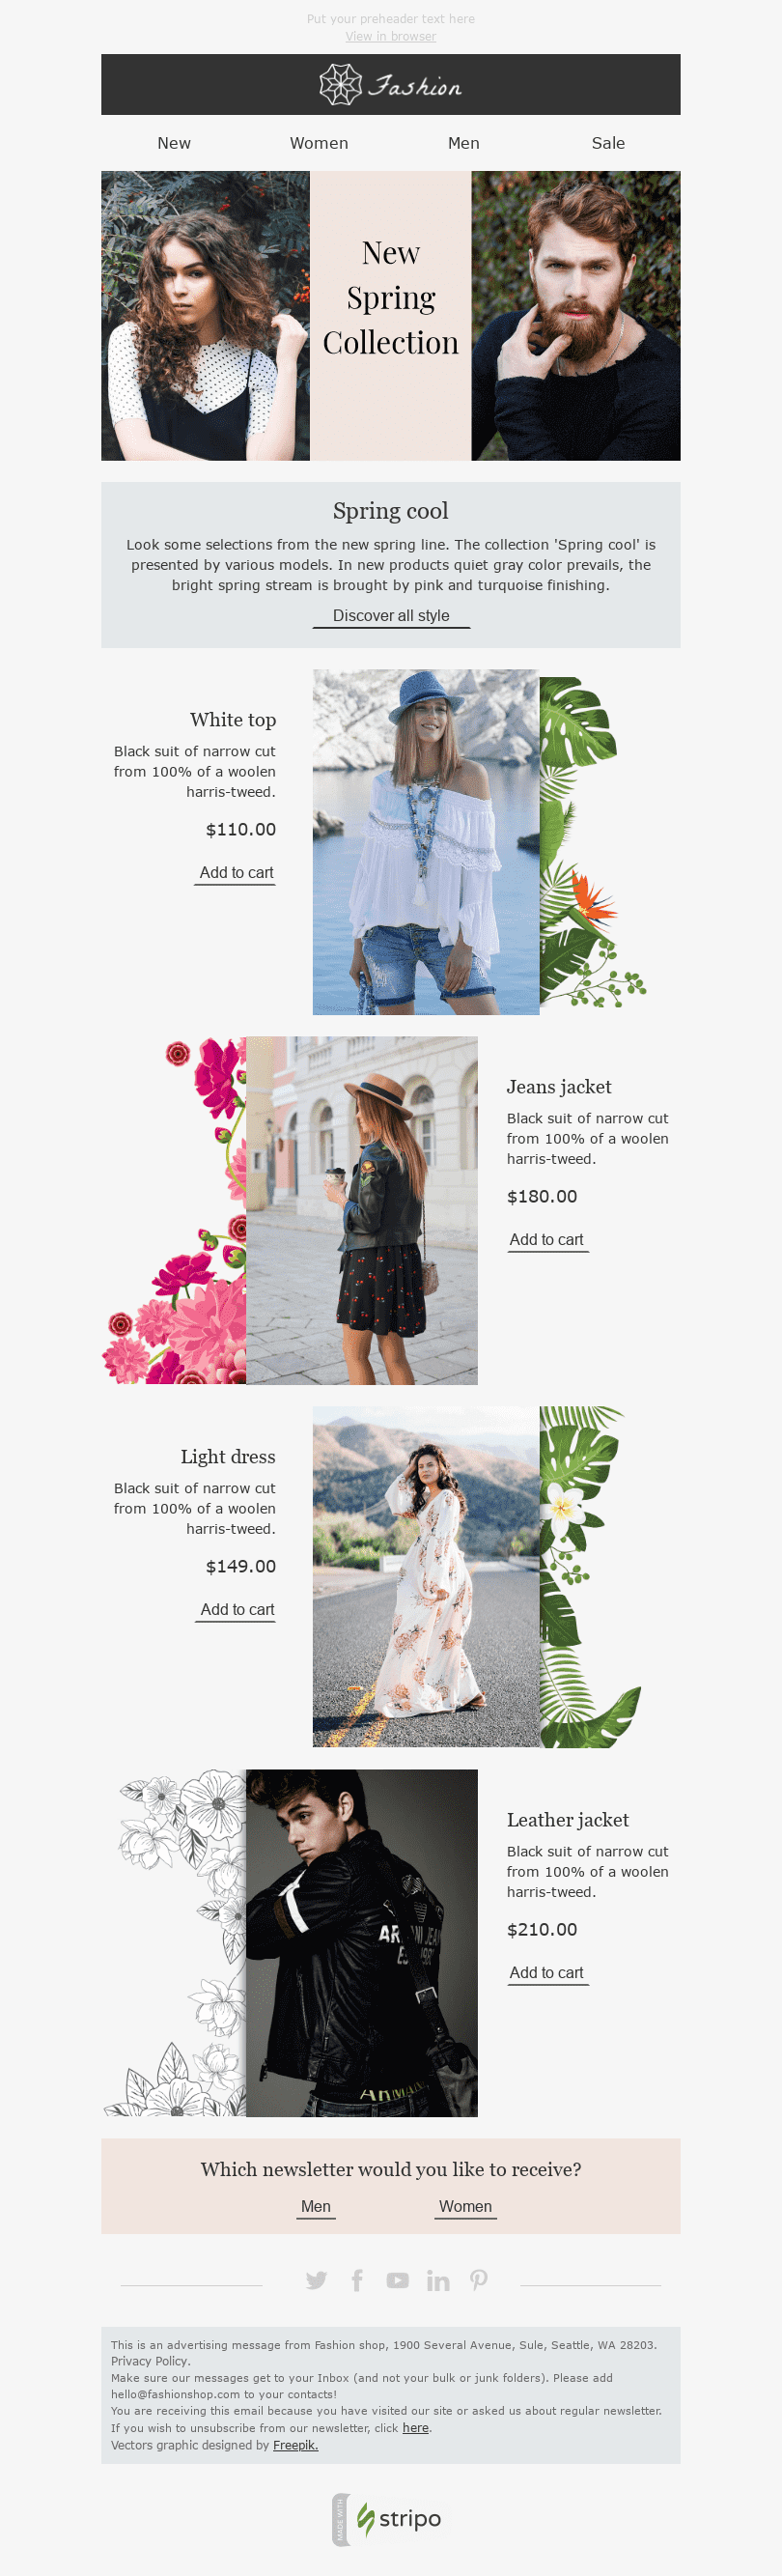 Put your preheader text here
View in browser
Fashion
New Women Men Sale
New
Spring
Collection
Spring cool
Look some selections from the new spring line. The collection 'Spring cool' is
presented by various models. In new products quiet gray color prevails, the
bright spring stream is brought by pink and turquoise finishing.
Discover all style
White top
Black suit of narrow cut
from 100% of a woolen
harris-tweed.
$110.00
Add to cart
Jeans jacket
Black suit of narrow cut
from 100% of a woolen
harris-tweed.
$180.00
Add to cart
Light dress
Black suit of narrow cut
from 100% of a woolen
harris-tweed.
$149.00
Add to cart
Leather jacket
Black suit of narrow cut
from 100% of a woolen
harris-tweed.
$210.00
Add to cart
Which newsletter would you like to receive?
Men Women
This is an advertising message from Fashion shop, 1900 Several Avenue, Sule, Seattle, WA 28203.
Privacy Policy.
Make sure our messages get to your Inbox (and not your bulk or junk folders). Please add
hello@fashionshop.com to your contacts!
You are receiving this email because you have visited our site or asked us about regular newsletter.
If you wish to unsubscribe from our newsletter, click here.
Vectors graphic designed by Freepik.
MADE WITH
stripo